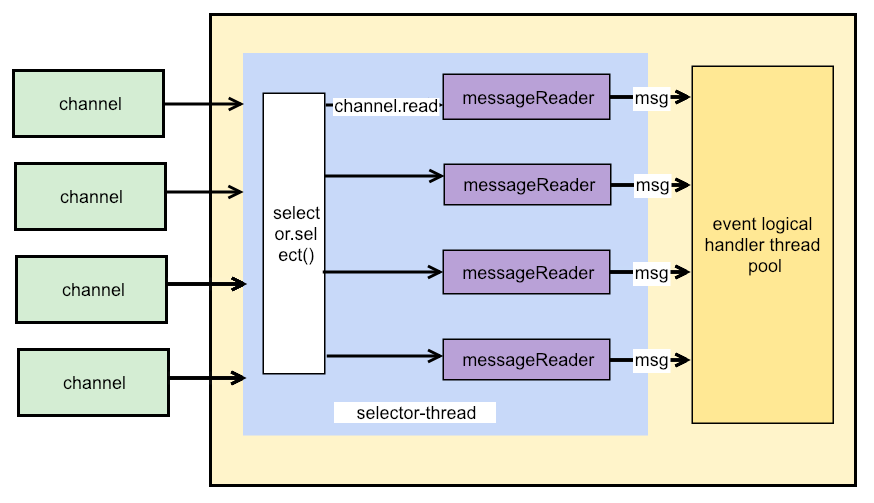 channel
channel
channel
channel
select
or.sel
ect()
channel.read
messageReader
messageReader
messageReader
messageReader
msg
msg
msg
msg
event logical
handler thread
pool
selector-thread